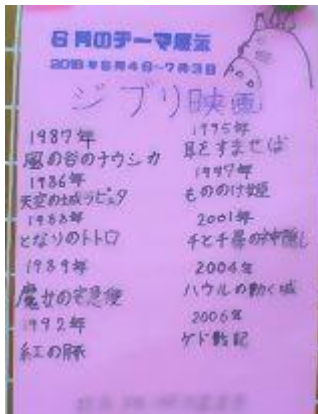 6月のテーマ展示
2018年6月4日~7月3日
ジブリ映画
1987年
風の谷のナウシカ
1986年
天空の城ラピュタ
1988年
となりのトトロ
1989年
魔女の宅急便
1992年
紅の豚
1995年
耳をすませば
1997年
もののけ姫
2001年
千と千尋の神隠し
2004年
ハウルの動く城
2006年
ゲド戦記